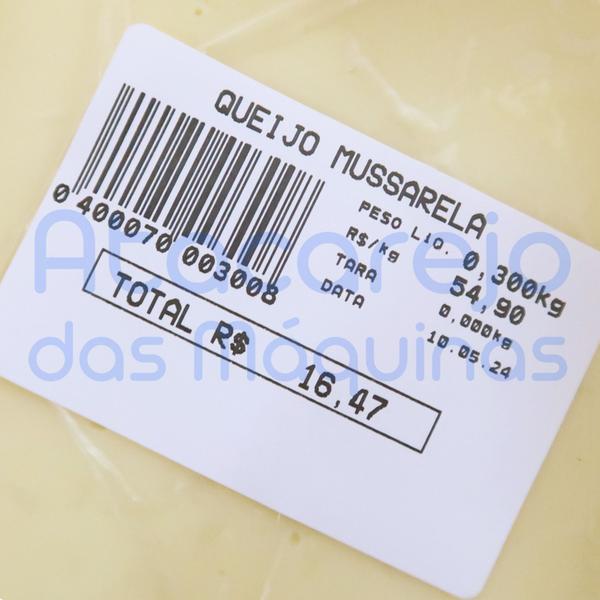 QUEIJO MUSSARELA
0 400070 003008
PESO LIQ. 0,300kg
R$/kg 54,90
TARA 0,000kg
DATA 10.05.24
TOTAL R$ 16,47
Atacarejo
das Máquinas